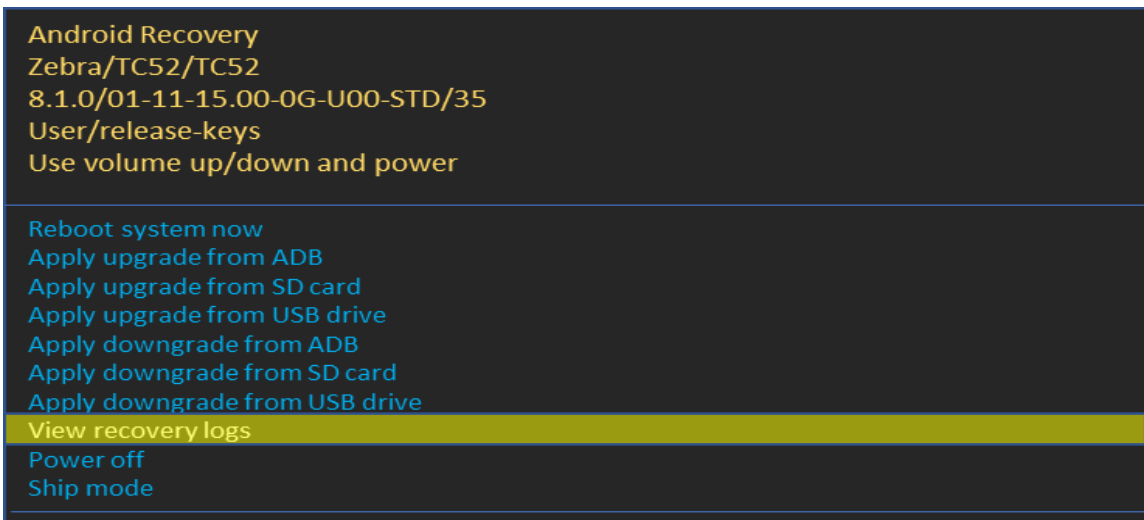 Android Recovery
Zebra/TC52/TC52
8.1.0/01-11-15.00-0G-U00-STD/35
User/release-keys
Use volume up/down and power
Reboot system now
Apply upgrade from ADB
Apply upgrade from SD card
Apply upgrade from USB drive
Apply downgrade from ADB
Apply downgrade from SD card
Apply downgrade from USB drive
View recovery logs
Power off
Ship mode